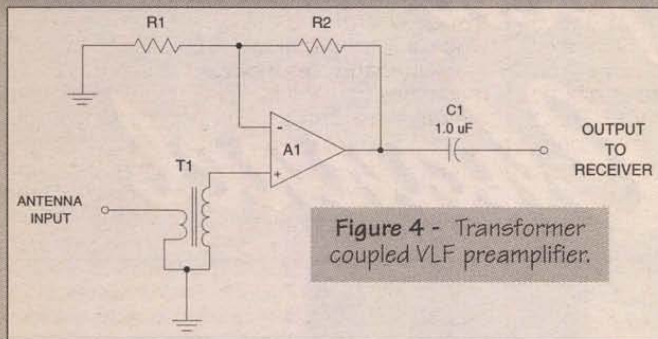 R1
R2
C1
1.0 uF
-
A1
+
OUTPUT
TO
RECEIVER
T1
ANTENNA
INPUT
Figure 4 - Transformer
coupled VLF preamplifier.